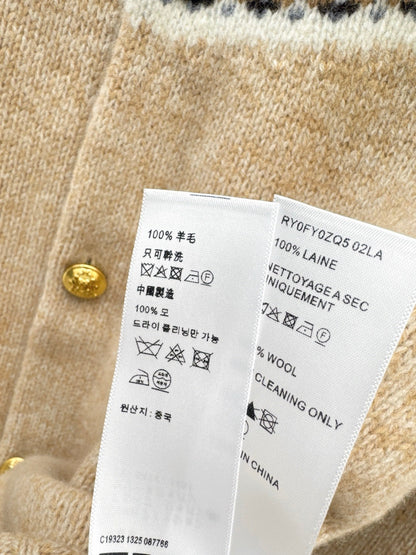 100% 羊毛
只可幹洗
中國製造
100% 모
드라이 클리닝만 가능
원산지: 중국
C19323 1325 087766
RY0FY0ZQ5 02LA
100% LAINE
NETTOYAGE A SEC
UNIQUEMENT
% WOOL
CLEANING ONLY
IN CHINA